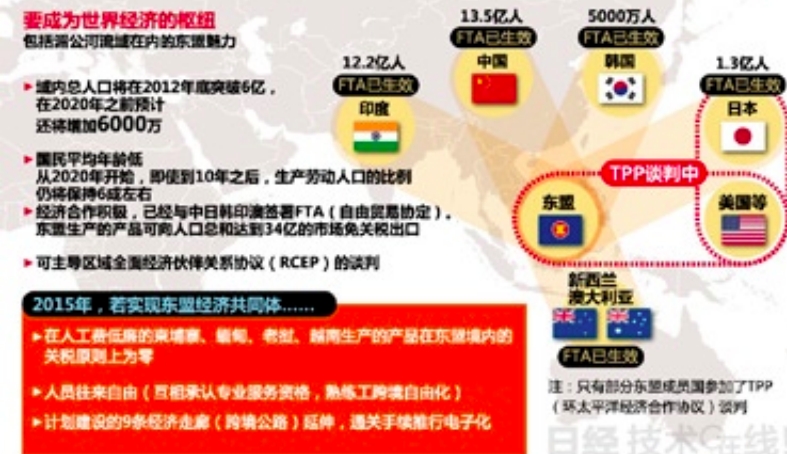 要成为世界经济的枢纽
包括湄公河流域在内的东盟魅力
域内总人口将在2012年底突破6亿，
在2020年之前预计
还将增加6000万
国民平均年龄低
从2020年开始，即使到10年之后，生产劳动人口的比例
仍将保持6成左右
经济合作积极，已经与中日韩印澳签署FTA（自由贸易协定）。
东盟生产的产品可向人口总和达到34亿的市场免关税出口
可主导区域全面经济伙伴关系协议（RCEP）的谈判
2015年，若实现东盟经济共同体……
在人工费低廉的柬埔寨、缅甸、老挝、越南生产的产品在东盟境内的
关税原则上为零
人员往来自由（互相承认专业服务资格，熟练工跨境自由化）
计划建设的9条经济走廊（跨境公路）延伸，通关手续推行电子化
12.2亿人
FTA已生效
印度
13.5亿人
FTA已生效
中国
5000万人
FTA已生效
韩国
1.3亿人
FTA已生效
日本
TPP谈判中
东盟
美国等
新西兰
澳大利亚
FTA已生效
注：只有部分东盟成员国参加了TPP
（环太平洋经济合作协议）谈判
日经 技术在线!